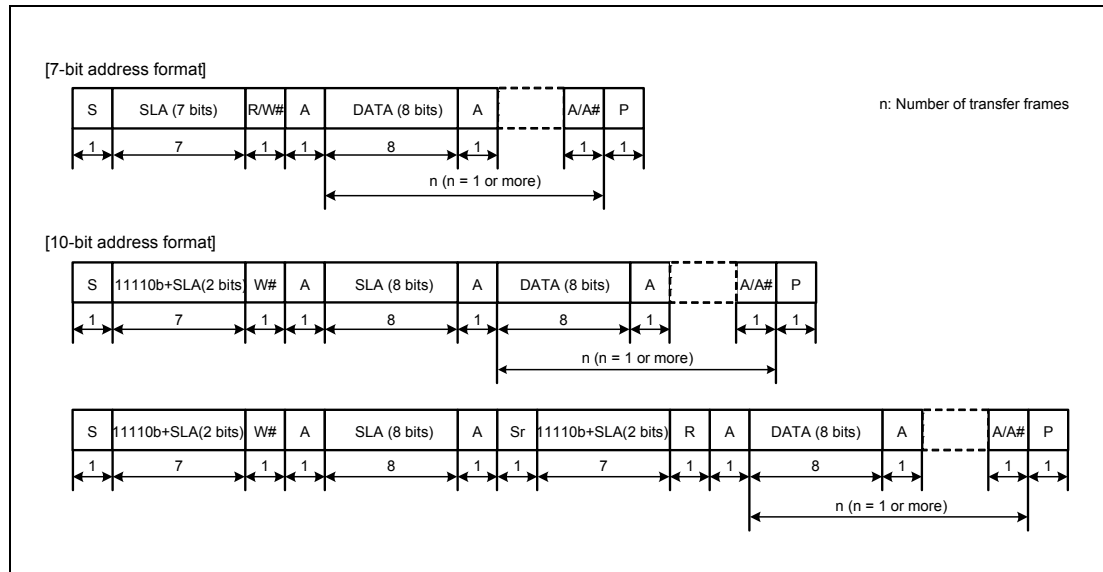 [7-bit address format]
n: Number of transfer frames
S SLA (7 bits) R/W# A DATA (8 bits) A A/A# P
1 7 1 1 8 1 1 1
n (n = 1 or more)
[10-bit address format]
S 11110b+SLA(2 bits) W# A SLA (8 bits) A DATA (8 bits) A A/A# P
1 7 1 1 8 1 8 1 1 1
n (n = 1 or more)
S 11110b+SLA(2 bits) W# A SLA (8 bits) A Sr 11110b+SLA(2 bits) R A DATA (8 bits) A A/A# P
1 7 1 1 8 1 1 7 1 1 8 1 1 1
n (n = 1 or more)